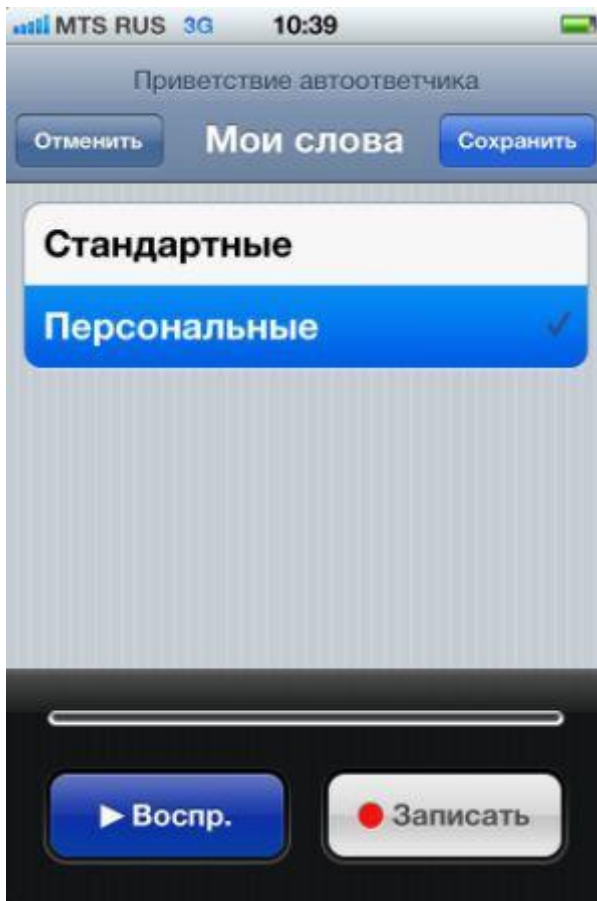 MTS RUS 3G 10:39
Приветствие автоответчика
Отменить Мои слова Сохранить
Стандартные
Персональные
Воспр. Записать